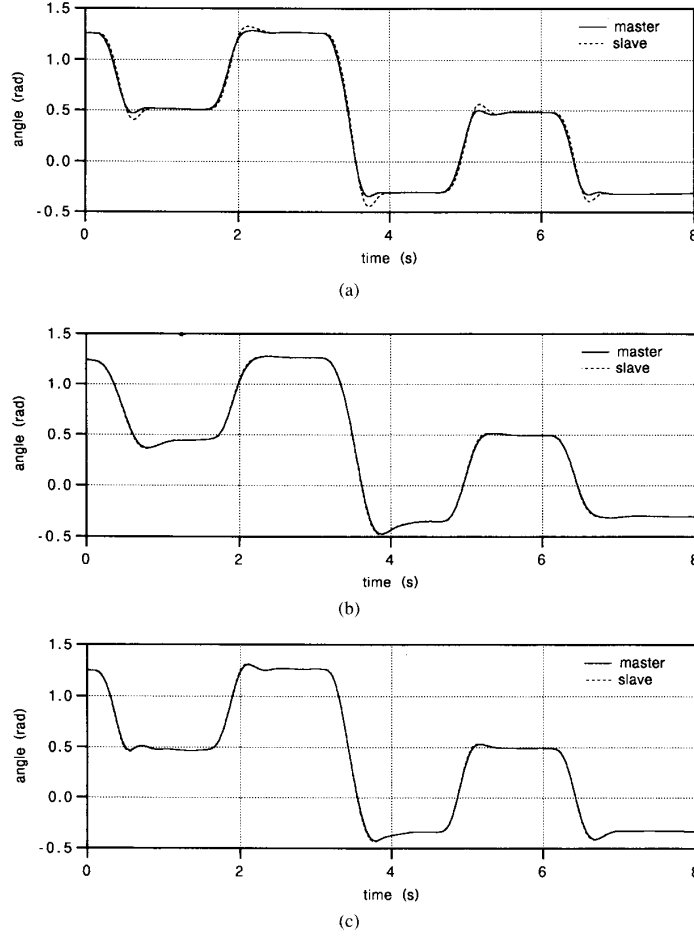 1.5
1.0
0.5
0.0
-0.5
angle (rad)
master
slave
0 2 4 6 8
time (s)
(a)
1.5
1.0
0.5
0.0
-0.5
angle (rad)
master
slave
0 2 4 6 8
time (s)
(b)
1.5
1.0
0.5
0.0
-0.5
angle (rad)
master
slave
0 2 4 6 8
time (s)
(c)